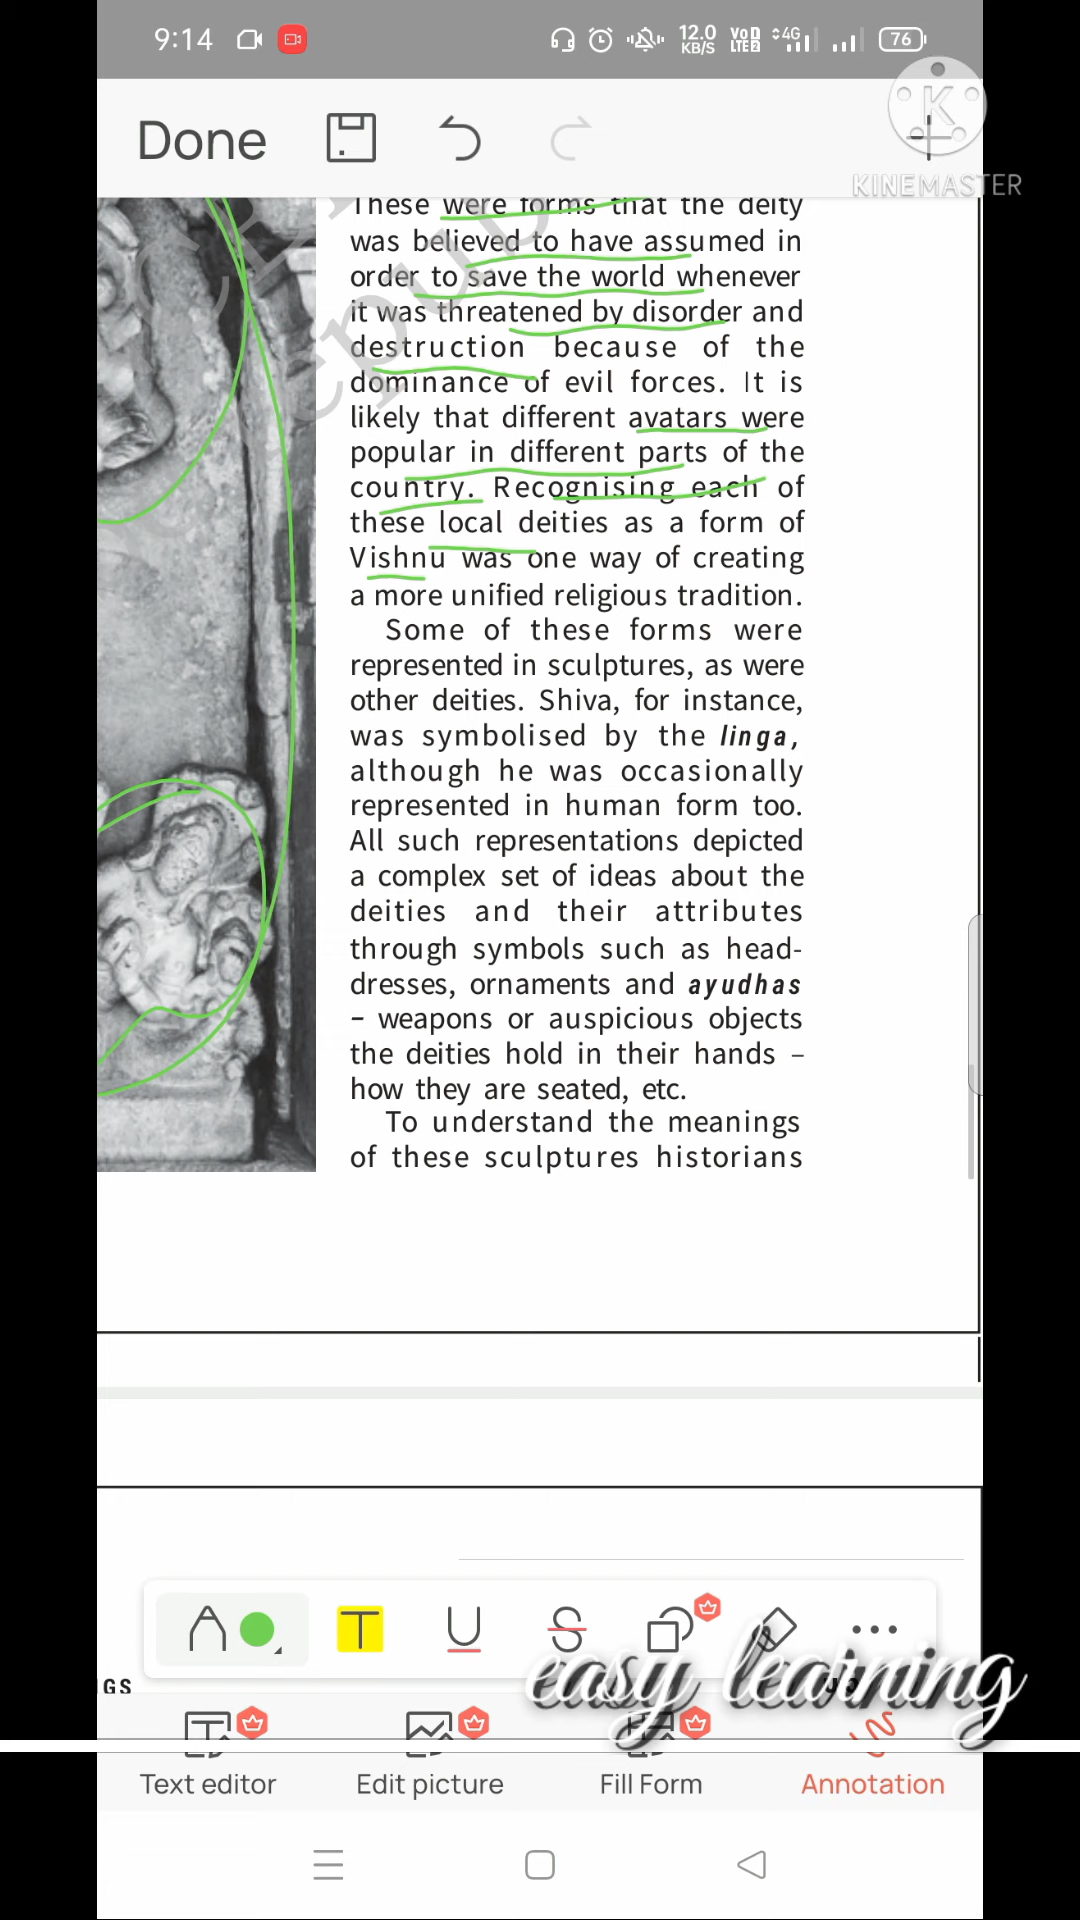 9:14
12.0
KB/S
VoD
LTE2
4G
76
Done
K
KINEMASTER
These were forms that the deity
was believed to have assumed in
order to save the world whenever
it was threatened by disorder and
destruction because of the
dominance of evil forces. It is
likely that different avatars were
popular in different parts of the
country. Recognising each of
these local deities as a form of
Vishnu was one way of creating
a more unified religious tradition.
Some of these forms were
represented in sculptures, as were
other deities. Shiva, for instance,
was symbolised by the linga,
although he was occasionally
represented in human form too.
All such representations depicted
a complex set of ideas about the
deities and their attributes
through symbols such as head-
dresses, ornaments and ayudhas
– weapons or auspicious objects
the deities hold in their hands –
how they are seated, etc.
To understand the meanings
of these sculptures historians
T
U
S
easy learning
GS
Text editor
Edit picture
Fill Form
Annotation